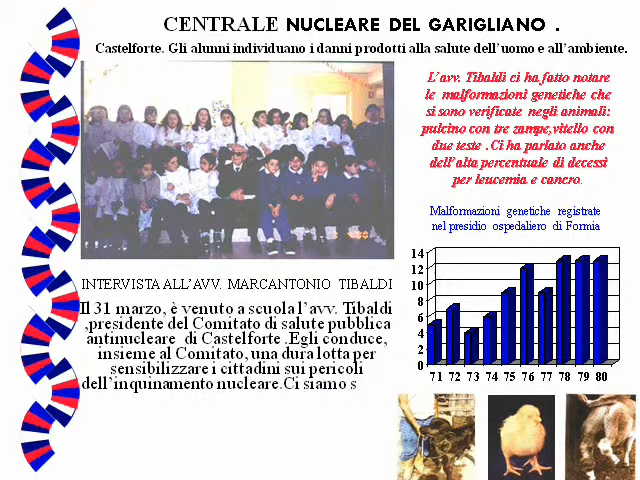 CENTRALE NUCLEARE DEL GARIGLIANO .
Castelforte. Gli alunni individuano i danni prodotti alla salute dell'uomo e all'ambiente.
L'avv. Tibaldi ci ha fatto notare
le malformazioni genetiche che
si sono verificate negli animali:
pulcino con tre zampe,vitello con
due teste .Ci ha parlato anche
dell'alta percentuale di decessi
per leucemia e cancro.
Malformazioni genetiche registrate
nel presidio ospedaliero di Formia
14
12
10
8
6
4
2
0
71 72 73 74 75 76 77 78 79 80
INTERVISTA ALL'AVV. MARCANTONIO TIBALDI
Il 31 marzo, è venuto a scuola l'avv. Tibaldi
,presidente del Comitato di salute pubblica
antinucleare di Castelforte .Egli conduce,
insieme al Comitato, una dura lotta per
sensibilizzare i cittadini sui pericoli
dell'inquinamento nucleare.Ci siamo s